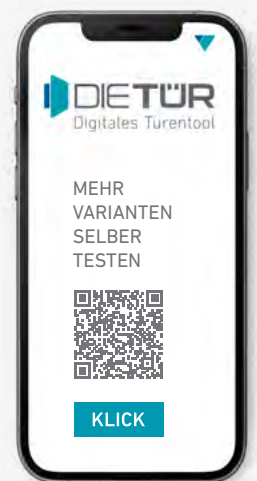 DIETÜR
Digitales Türentool
MEHR
VARIANTEN
SELBER
TESTEN
KLICK